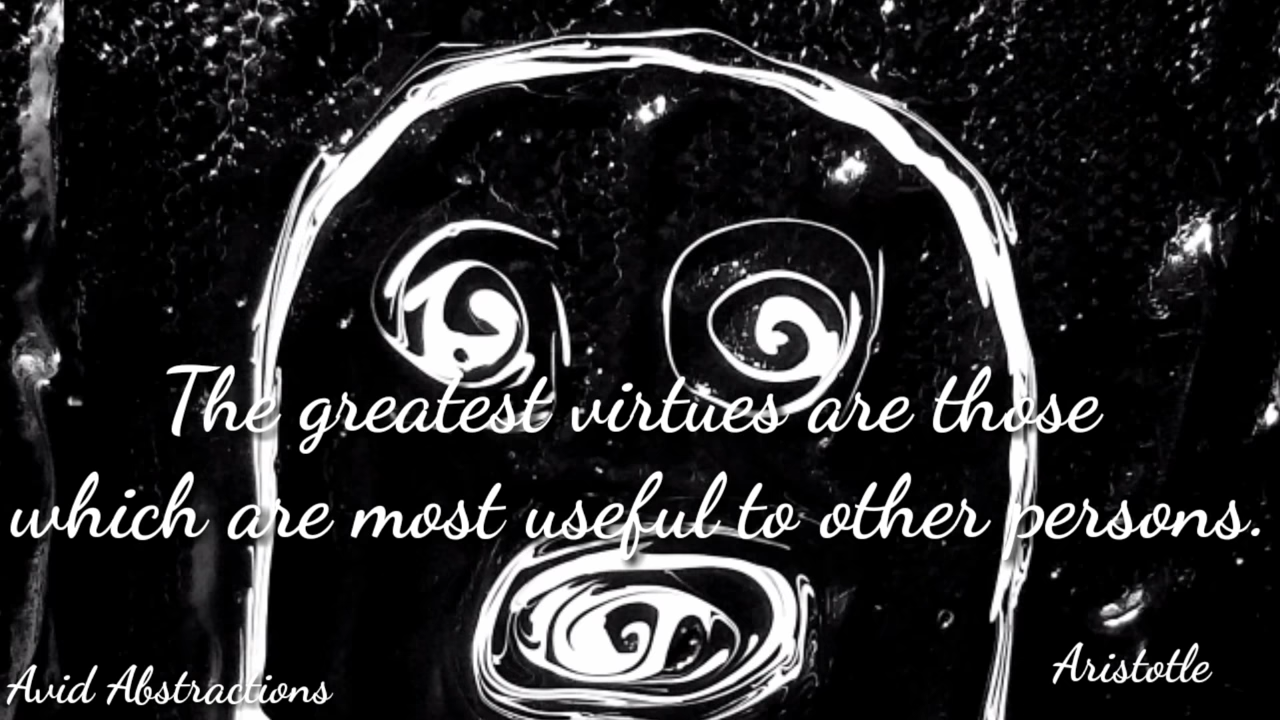 The greatest virtues are those
which are most useful to other persons.
Aristotle
Avid Abstractions